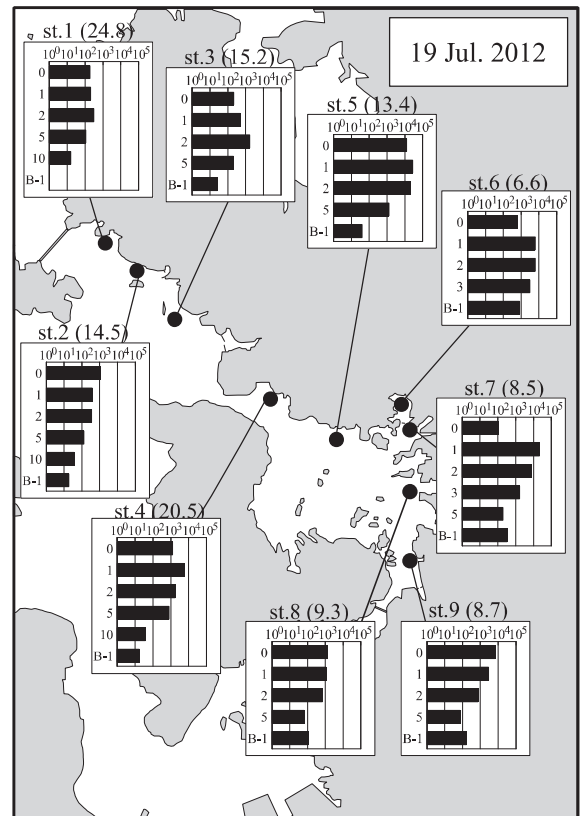 19 Jul. 2012
st.1 (24.8)
10⁰10¹10²10³10⁴10⁵
0
1
2
5
10
B-1
st.3 (15.2)
10⁰10¹10²10³10⁴10⁵
0
1
2
5
B-1
st.5 (13.4)
10⁰10¹10²10³10⁴10⁵
0
1
2
5
B-1
st.6 (6.6)
10⁰10¹10²10³10⁴10⁵
0
1
2
3
B-1
st.2 (14.5)
10⁰10¹10²10³10⁴10⁵
0
1
2
5
10
B-1
st.7 (8.5)
10⁰10¹10²10³10⁴10⁵
0
1
2
3
5
B-1
st.4 (20.5)
10⁰10¹10²10³10⁴10⁵
0
1
2
5
10
B-1
st.8 (9.3)
10⁰10¹10²10³10⁴10⁵
0
1
2
5
B-1
st.9 (8.7)
10⁰10¹10²10³10⁴10⁵
0
1
2
5
B-1